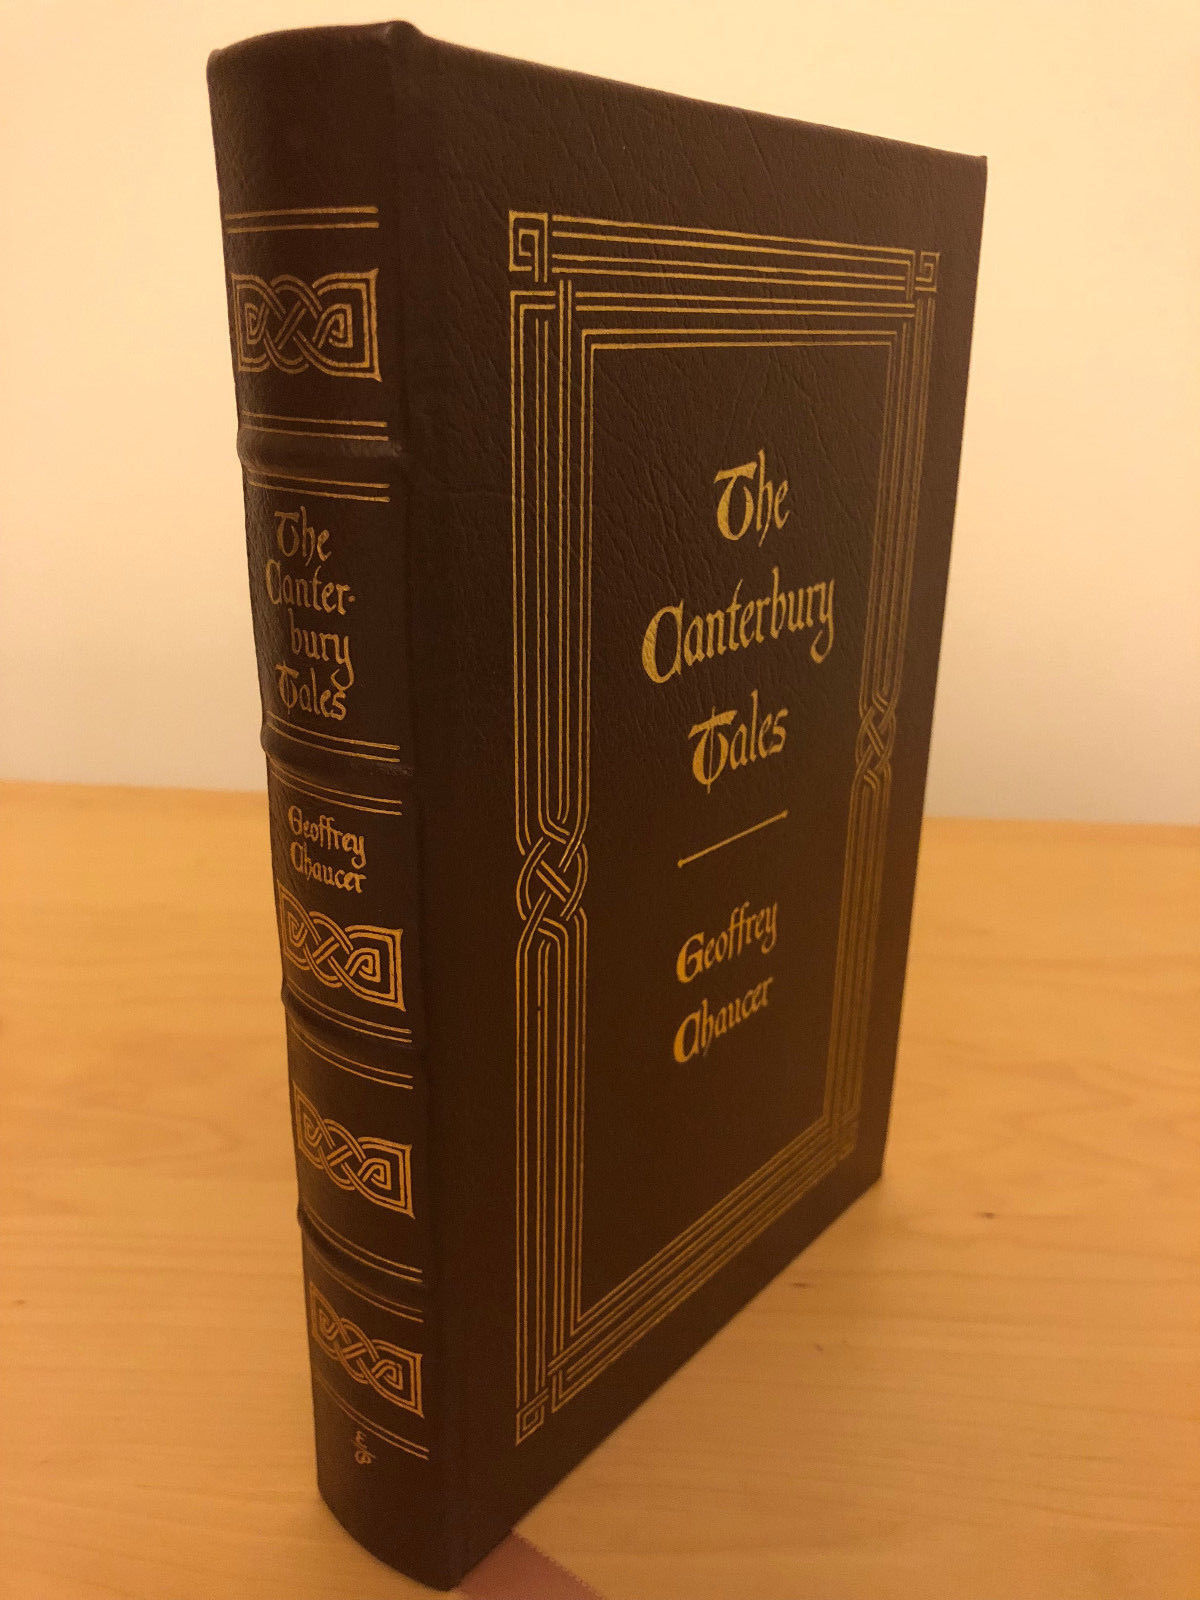 The
Canter-
bury
Tales
Geoffrey
Chaucer
The
Canterbury
Tales
Geoffrey
Chaucer